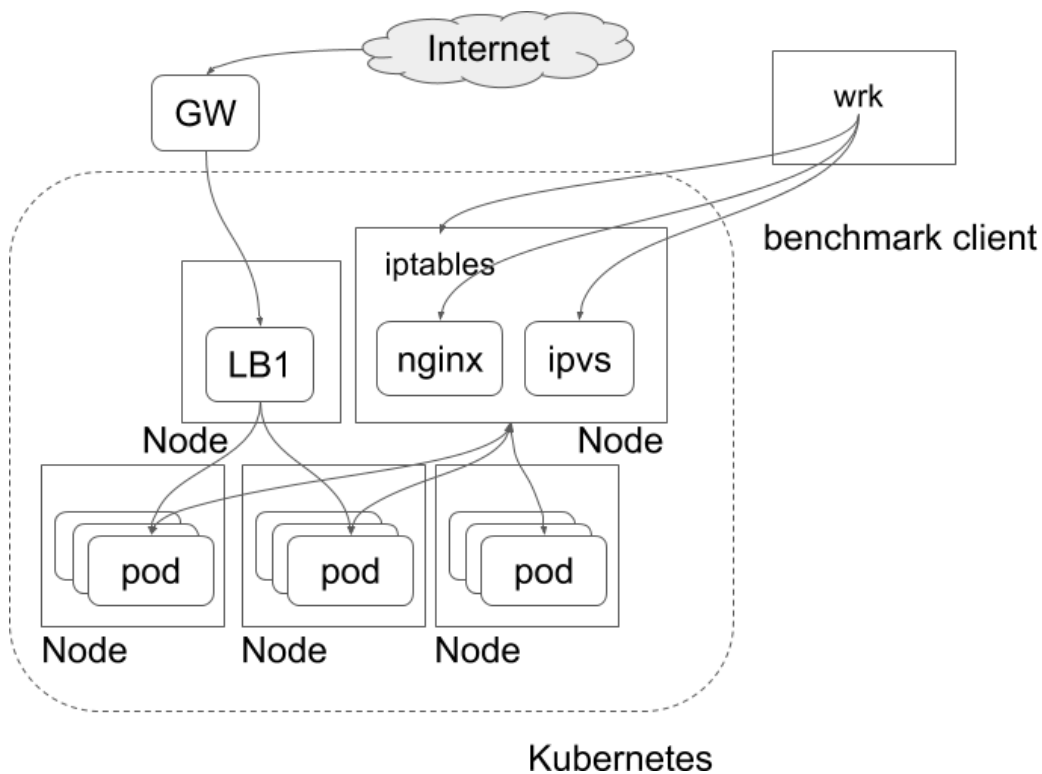 Internet
GW
wrk
benchmark client
iptables
LB1
nginx
ipvs
Node
Node
pod
pod
pod
Node
Node
Node
Kubernetes